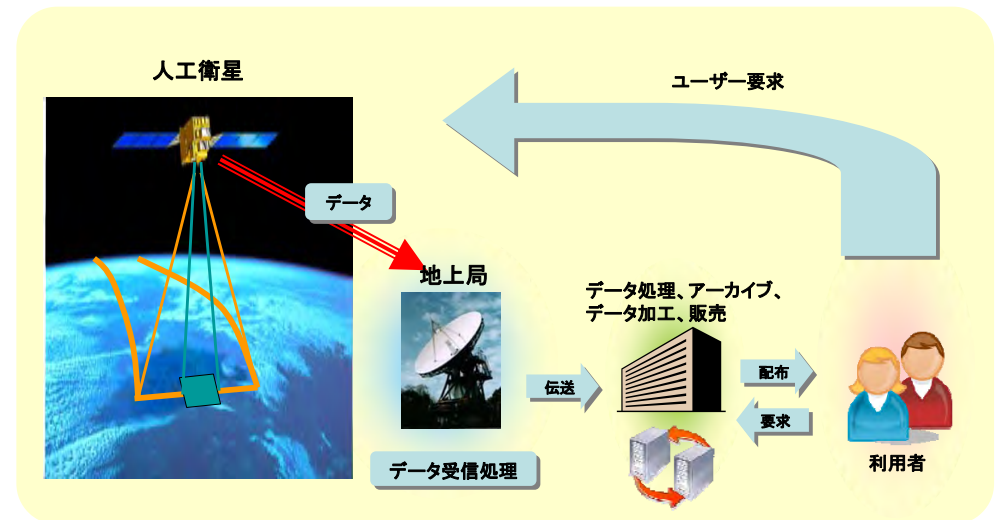 人工衛星
ユーザー要求
データ
地上局
データ処理、アーカイブ、
データ加工、販売
伝送
配布
要求
データ受信処理
利用者